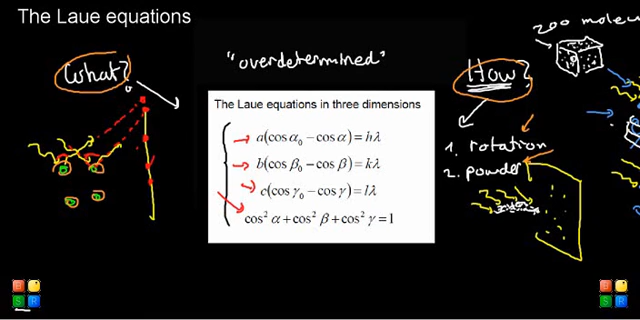 The Laue equations
What?
"overdetermined"
The Laue equations in three dimensions
a(cos α₀ − cos α) = hλ
b(cos β₀ − cos β) = kλ
c(cos γ₀ − cos γ) = lλ
cos² α + cos² β + cos² γ = 1
200
How?
1. rotation
2. powder
B
S R
B
S R